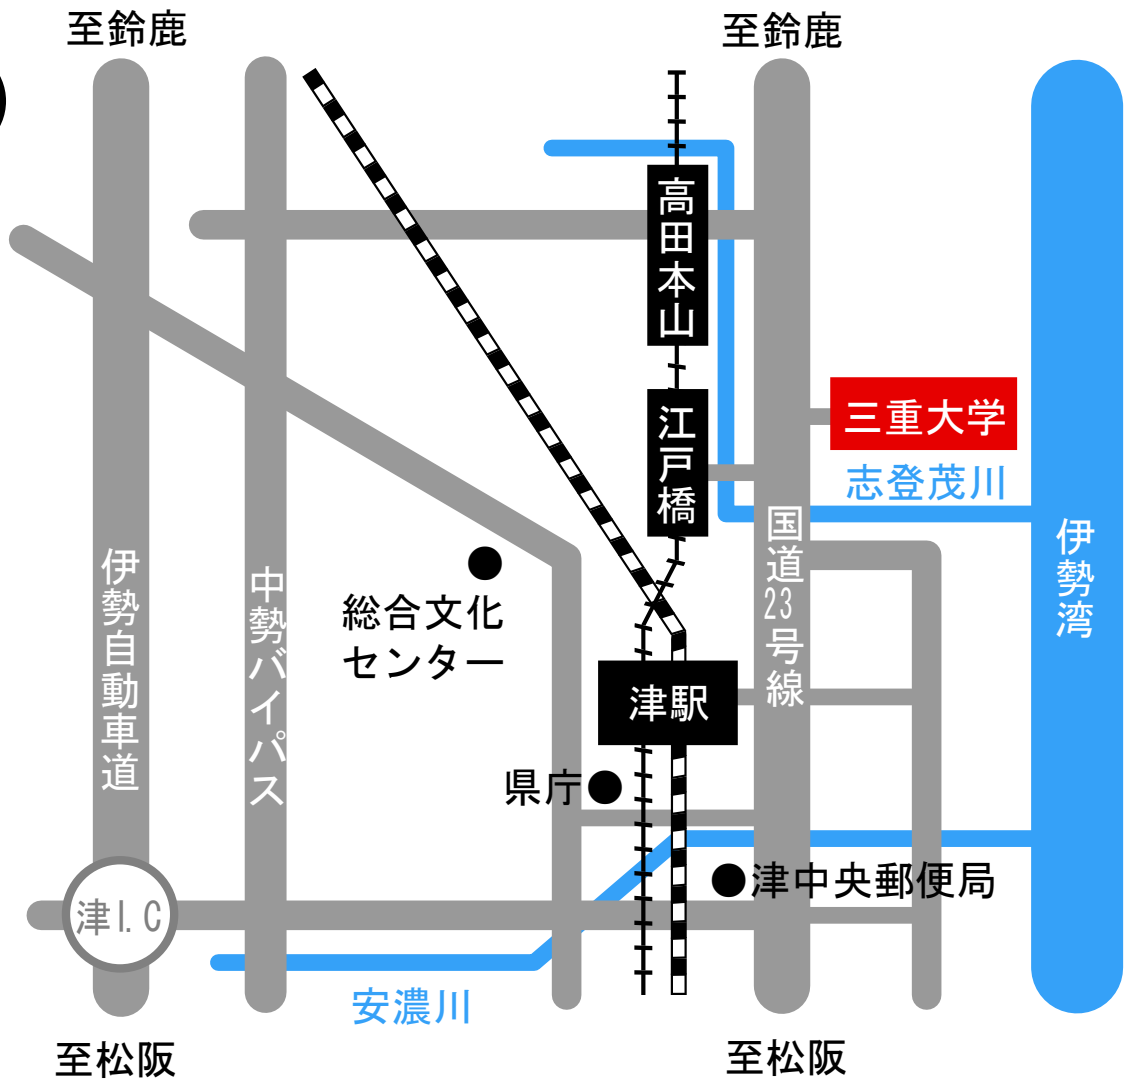 至鈴鹿
至鈴鹿
高田本山
江戸橋
三重大学
志登茂川
伊勢湾
国道23号線
伊勢自動車道
中勢バイパス
総合文化
センター
津駅
県庁
津中央郵便局
津I.C
安濃川
至松阪
至松阪